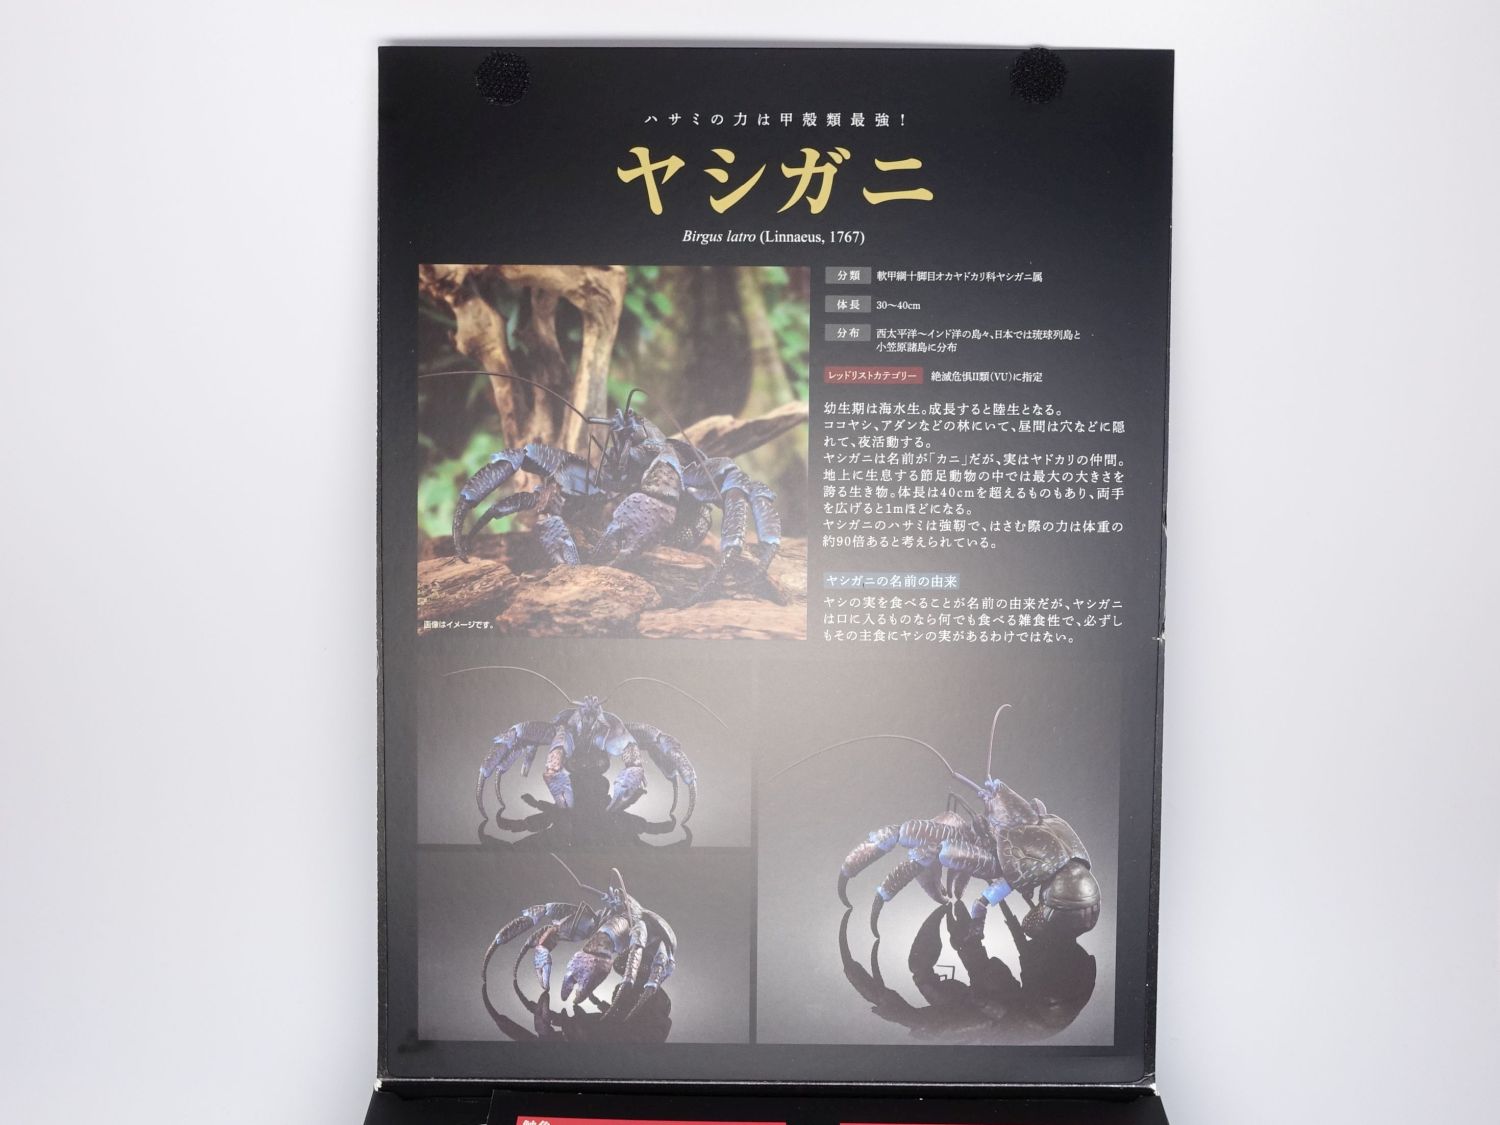 ハサミの力は甲殻類最強！
ヤシガニ
Birgus latro (Linnaeus, 1767)
分類 軟甲綱十脚目オカヤドカリ科ヤシガニ属
体長 30〜40cm
分布 西太平洋〜インド洋の島々、日本では琉球列島と
小笠原諸島に分布
レッドリストカテゴリー 絶滅危惧II類（VU）に指定
幼生期は海水生。成長すると陸生となる。
ココヤシ、アダンなどの林にいて、昼間は穴などに隠
れて、夜活動する。
ヤシガニは名前が「カニ」だが、実はヤドカリの仲間。
地上に生息する節足動物の中では最大の大きさを
誇る生き物。体長は40cmを超えるものもあり、両手
を広げると1mほどになる。
ヤシガニのハサミは強靭で、はさむ際の力は体重の
約90倍あると考えられている。
ヤシガニの名前の由来
ヤシの実を食べることが名前の由来だが、ヤシガニ
は口に入るものなら何でも食べる雑食性で、必ずし
もその主食にヤシの実があるわけではない。
画像はイメージです。